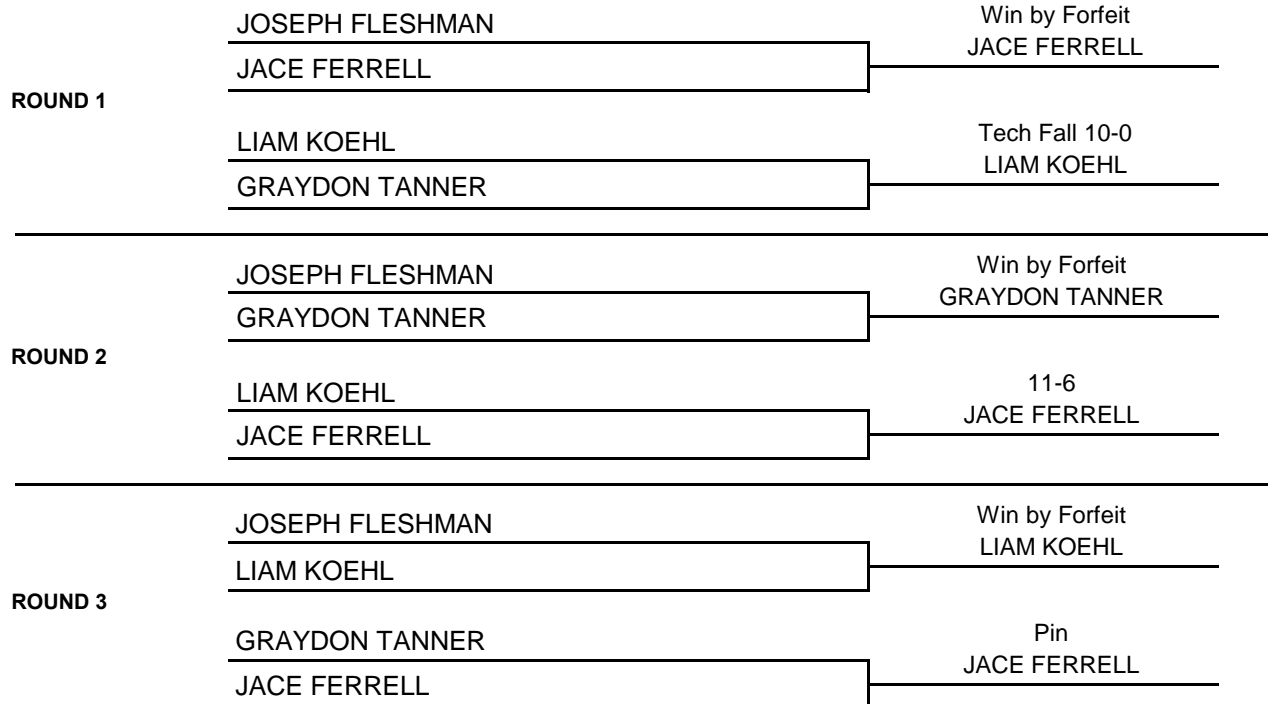 JOSEPH FLESHMAN
Win by Forfeit
JACE FERRELL
JACE FERRELL
ROUND 1
LIAM KOEHL
Tech Fall 10-0
LIAM KOEHL
GRAYDON TANNER
JOSEPH FLESHMAN
Win by Forfeit
GRAYDON TANNER
GRAYDON TANNER
ROUND 2
LIAM KOEHL
11-6
JACE FERRELL
JACE FERRELL
JOSEPH FLESHMAN
Win by Forfeit
LIAM KOEHL
LIAM KOEHL
ROUND 3
GRAYDON TANNER
Pin
JACE FERRELL
JACE FERRELL